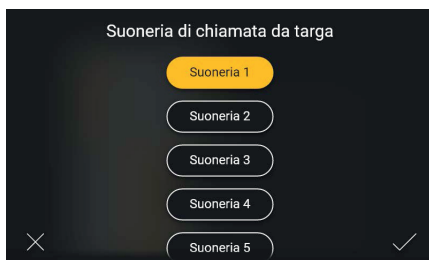 Suoneria di chiamata da targa
Suoneria 1
Suoneria 2
Suoneria 3
Suoneria 4
Suoneria 5